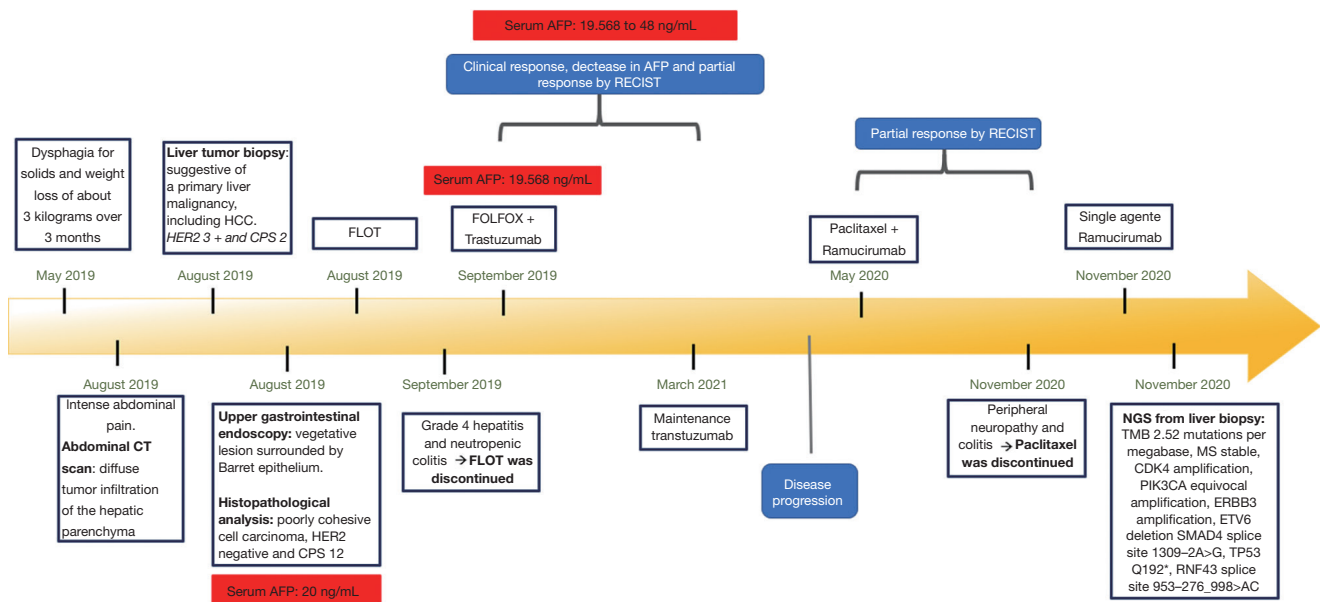 Serum AFP: 19.568 to 48 ng/mL
Clinical response, dectease in AFP and partial
response by RECIST
Partial response by RECIST
Serum AFP: 19.568 ng/mL
Dysphagia for
solids and weight
loss of about
3 kilograms over
3 months
May 2019
Liver tumor biopsy:
suggestive of
a primary liver
malignancy,
including HCC.
HER2 3 + and CPS 2
August 2019
FLOT
August 2019
FOLFOX +
Trastuzumab
September 2019
Paclitaxel +
Ramucirumab
May 2020
Single agente
Ramucirumab
November 2020
August 2019
Intense abdominal
pain.
Abdominal CT
scan: diffuse
tumor infiltration
of the hepatic
parenchyma
August 2019
Upper gastrointestinal
endoscopy: vegetative
lesion surrounded by
Barret epithelium.
Histopathological
analysis: poorly cohesive
cell carcinoma, HER2
negative and CPS 12
Serum AFP: 20 ng/mL
September 2019
Grade 4 hepatitis
and neutropenic
colitis → FLOT was
discontinued
March 2021
Maintenance
transtuzumab
Disease
progression
November 2020
Peripheral
neuropathy and
colitis → Paclitaxel
was discontinued
November 2020
NGS from liver biopsy:
TMB 2.52 mutations per
megabase, MS stable,
CDK4 amplification,
PIK3CA equivocal
amplification, ERBB3
amplification, ETV6
deletion SMAD4 splice
site 1309–2A>G, TP53
Q192*, RNF43 splice
site 953–276_998>AC